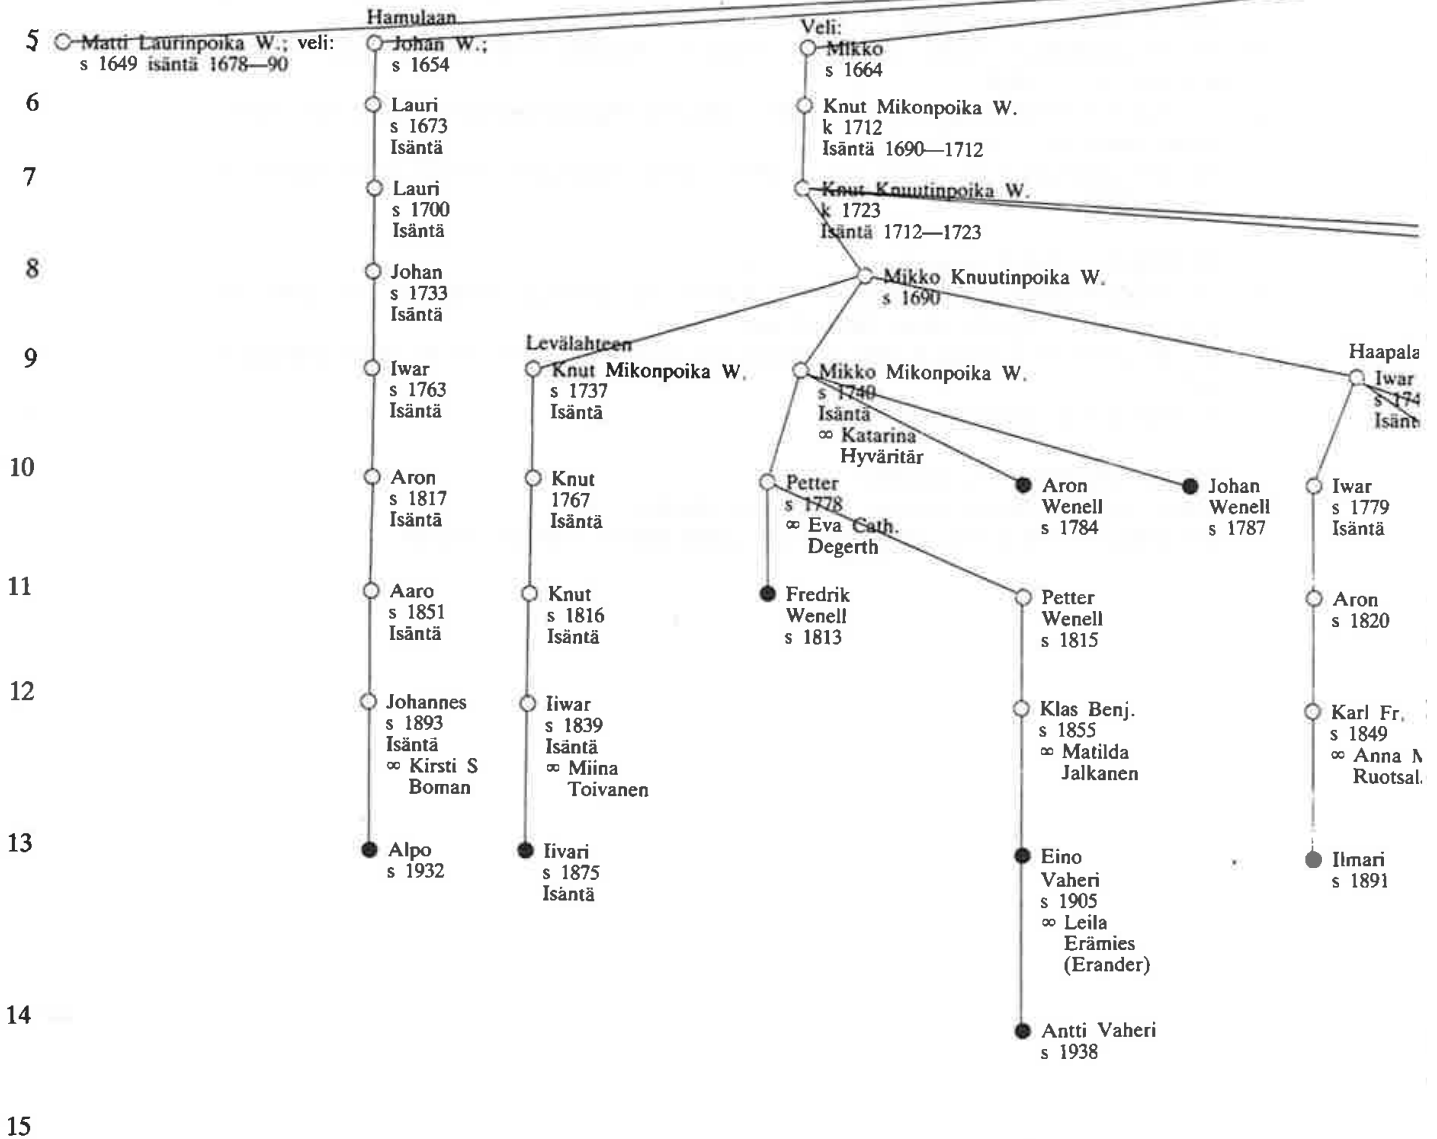 5
Matti Laurinpoika W.; veli:
s 1649 isäntä 1678—90
Hamulaan
Johan W.;
s 1654
Veli:
Mikko
s 1664
6
Lauri
s 1673
Isäntä
Knut Mikonpoika W.
k 1712
Isäntä 1690—1712
7
Lauri
s 1700
Isäntä
Knut Knuutinpoika W.
k 1723
Isäntä 1712—1723
8
Johan
s 1733
Isäntä
Mikko Knuutinpoika W.
s 1690
9
Iwar
s 1763
Isäntä
Levälahteen
Knut Mikonpoika W.
s 1737
Isäntä
Mikko Mikonpoika W.
s 1740
Isäntä
∞ Katarina
Hyväritär
Haapala
Iwar
s 174
Isänt
10
Aron
s 1817
Isäntä
Knut
1767
Isäntä
Petter
s 1778
∞ Eva Cath.
Degerth
Aron
Wenell
s 1784
Johan
Wenell
s 1787
Iwar
s 1779
Isäntä
11
Aaro
s 1851
Isäntä
Knut
s 1816
Isäntä
Fredrik
Wenell
s 1813
Petter
Wenell
s 1815
Aron
s 1820
12
Johannes
s 1893
Isäntä
∞ Kirsti S
Boman
Iiwar
s 1839
Isäntä
∞ Miina
Toivanen
Klas Benj.
s 1855
∞ Matilda
Jalkanen
Karl Fr.
s 1849
∞ Anna
Ruotsal
13
Alpo
s 1932
Iivari
s 1875
Isäntä
Eino
Vaheri
s 1905
∞ Leila
Erämies
(Erander)
Ilmari
s 1891
14
Antti Vaheri
s 1938
15